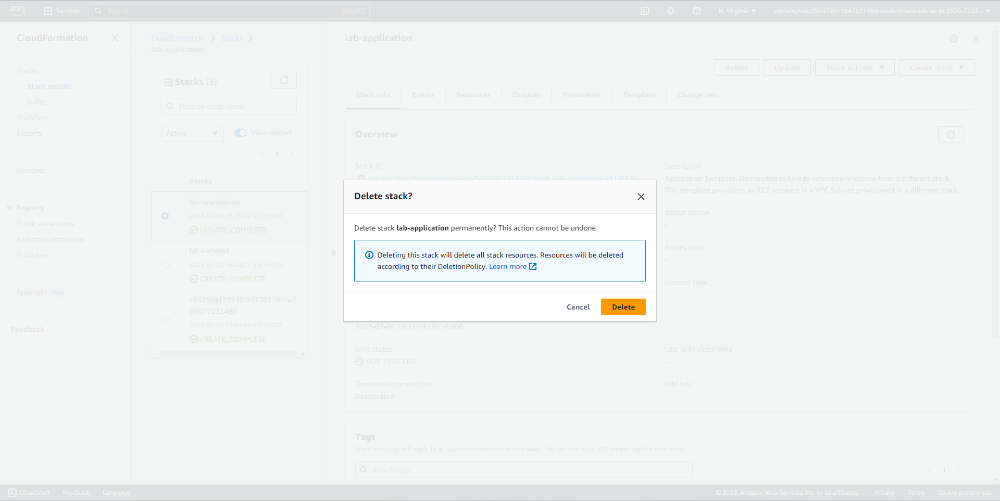 aws
Services
Search
[Alt+S]
N. Virginia
voclabs/user2564760=104222196@student.swin.edu.au @ 2500-7723...
CloudFormation
Stacks
Stack details
Drifts
StackSets
Exports
Designer
Registry
Public extensions
Activated extensions
Publisher
Spotlight New
Feedback
CloudFormation
Stacks
lab-application
Stacks (3)
Filter by stack name
Active
View nested
1
Stacks
lab-application
2023-07-03 16:13:02 UTC+0700
UPDATE_COMPLETE
lab-network
2023-07-03 16:04:07 UTC+0700
CREATE_COMPLETE
c84296a1795489l4370119t1w2
50077232490
2023-07-03 15:47:44 UTC+0700
CREATE_COMPLETE
lab-application
Delete
Update
Stack actions
Create stack
Stack info
Events
Resources
Outputs
Parameters
Template
Change sets
Overview
Stack ID
arn:aws:cloudformation:us-east-1:250077232490:stack/lab-application/cf18f920-
Description
Application Template: Demonstrates how to reference resources from a different stack.
This template provisions an EC2 instance in a VPC Subnet provisioned in a different stack.
Status reason
-
Parent stack
-
Deleted time
-
Delete stack?
Delete stack lab-application permanently? This action cannot be undone.
Deleting this stack will delete all stack resources. Resources will be deleted
according to their DeletionPolicy. Learn more
Cancel
Delete
2023-07-03 16:22:17 UTC+0700
Drift status
NOT_CHECKED
Last drift check time
-
Termination protection
Deactivated
IAM role
-
Tags
Stack-level tags will apply to all supported resources in your stack. You can add up to 200 unique tags for each stack.
Search tags
1
CloudShell
Feedback
Language
© 2023, Amazon Web Services, Inc. or its affiliates.
Privacy
Terms
Cookie preferences